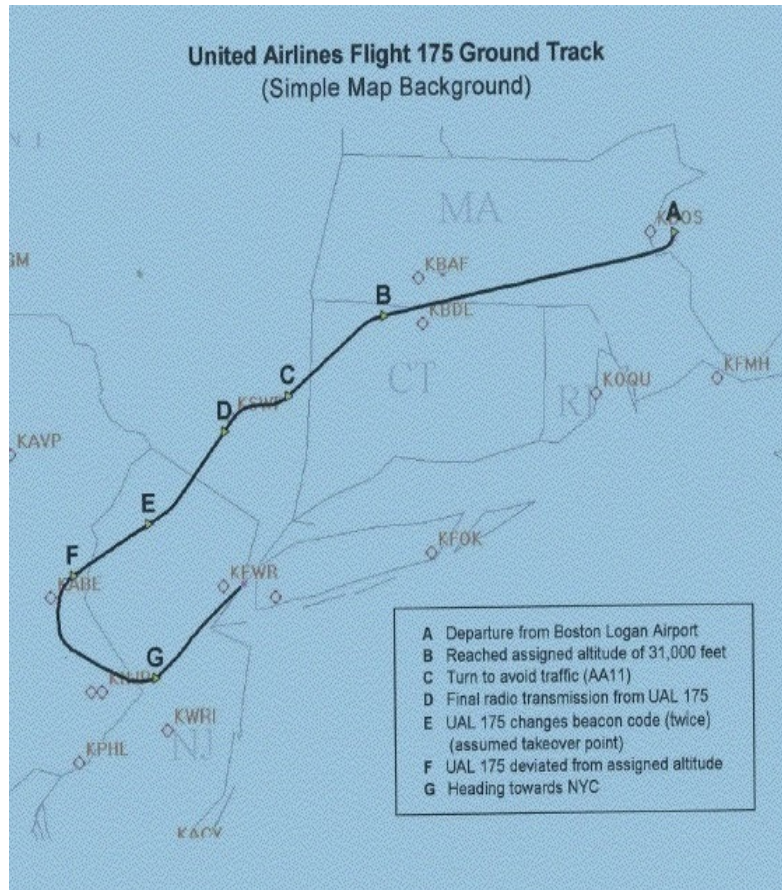 United Airlines Flight 175 Ground Track
(Simple Map Background)
MA
A
KBOS
KBAF
B
KBDL
C
CT
KFMH
D
KSWF
RI
KOQU
KAVP
E
F
KFOK
KABE
KEWR
G
KWRI
NJ
KPHL
KACY
A Departure from Boston Logan Airport
B Reached assigned altitude of 31,000 feet
C Turn to avoid traffic (AA11)
D Final radio transmission from UAL 175
E UAL 175 changes beacon code (twice)
(assumed takeover point)
F UAL 175 deviated from assigned altitude
G Heading towards NYC